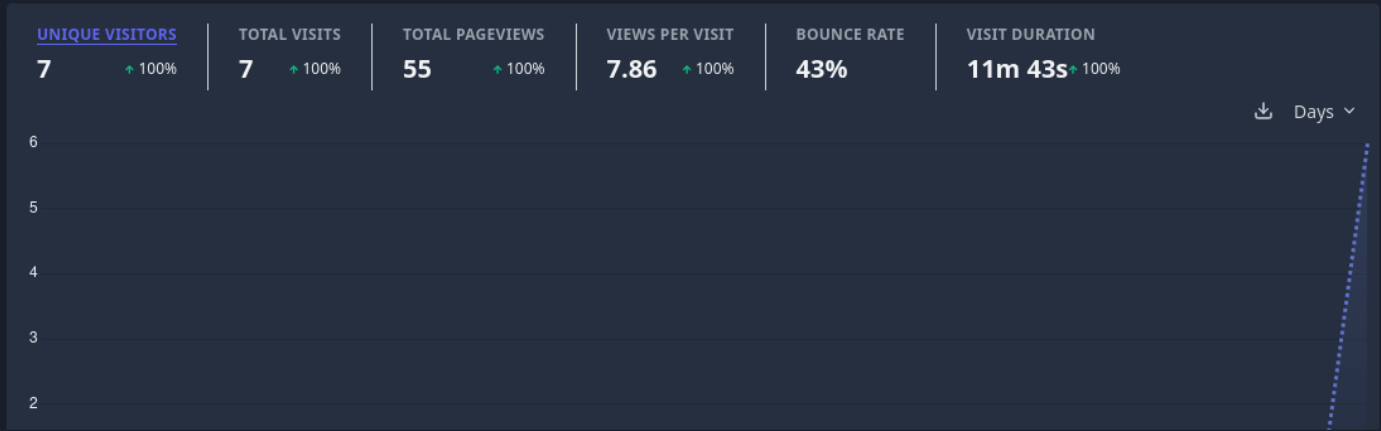 UNIQUE VISITORS TOTAL VISITS TOTAL PAGEVIEWS VIEWS PER VISIT BOUNCE RATE VISIT DURATION
7 ↑ 100% 7 ↑ 100% 55 ↑ 100% 7.86 ↑ 100% 43% 11m 43s↑ 100%
Days
6
5
4
3
2